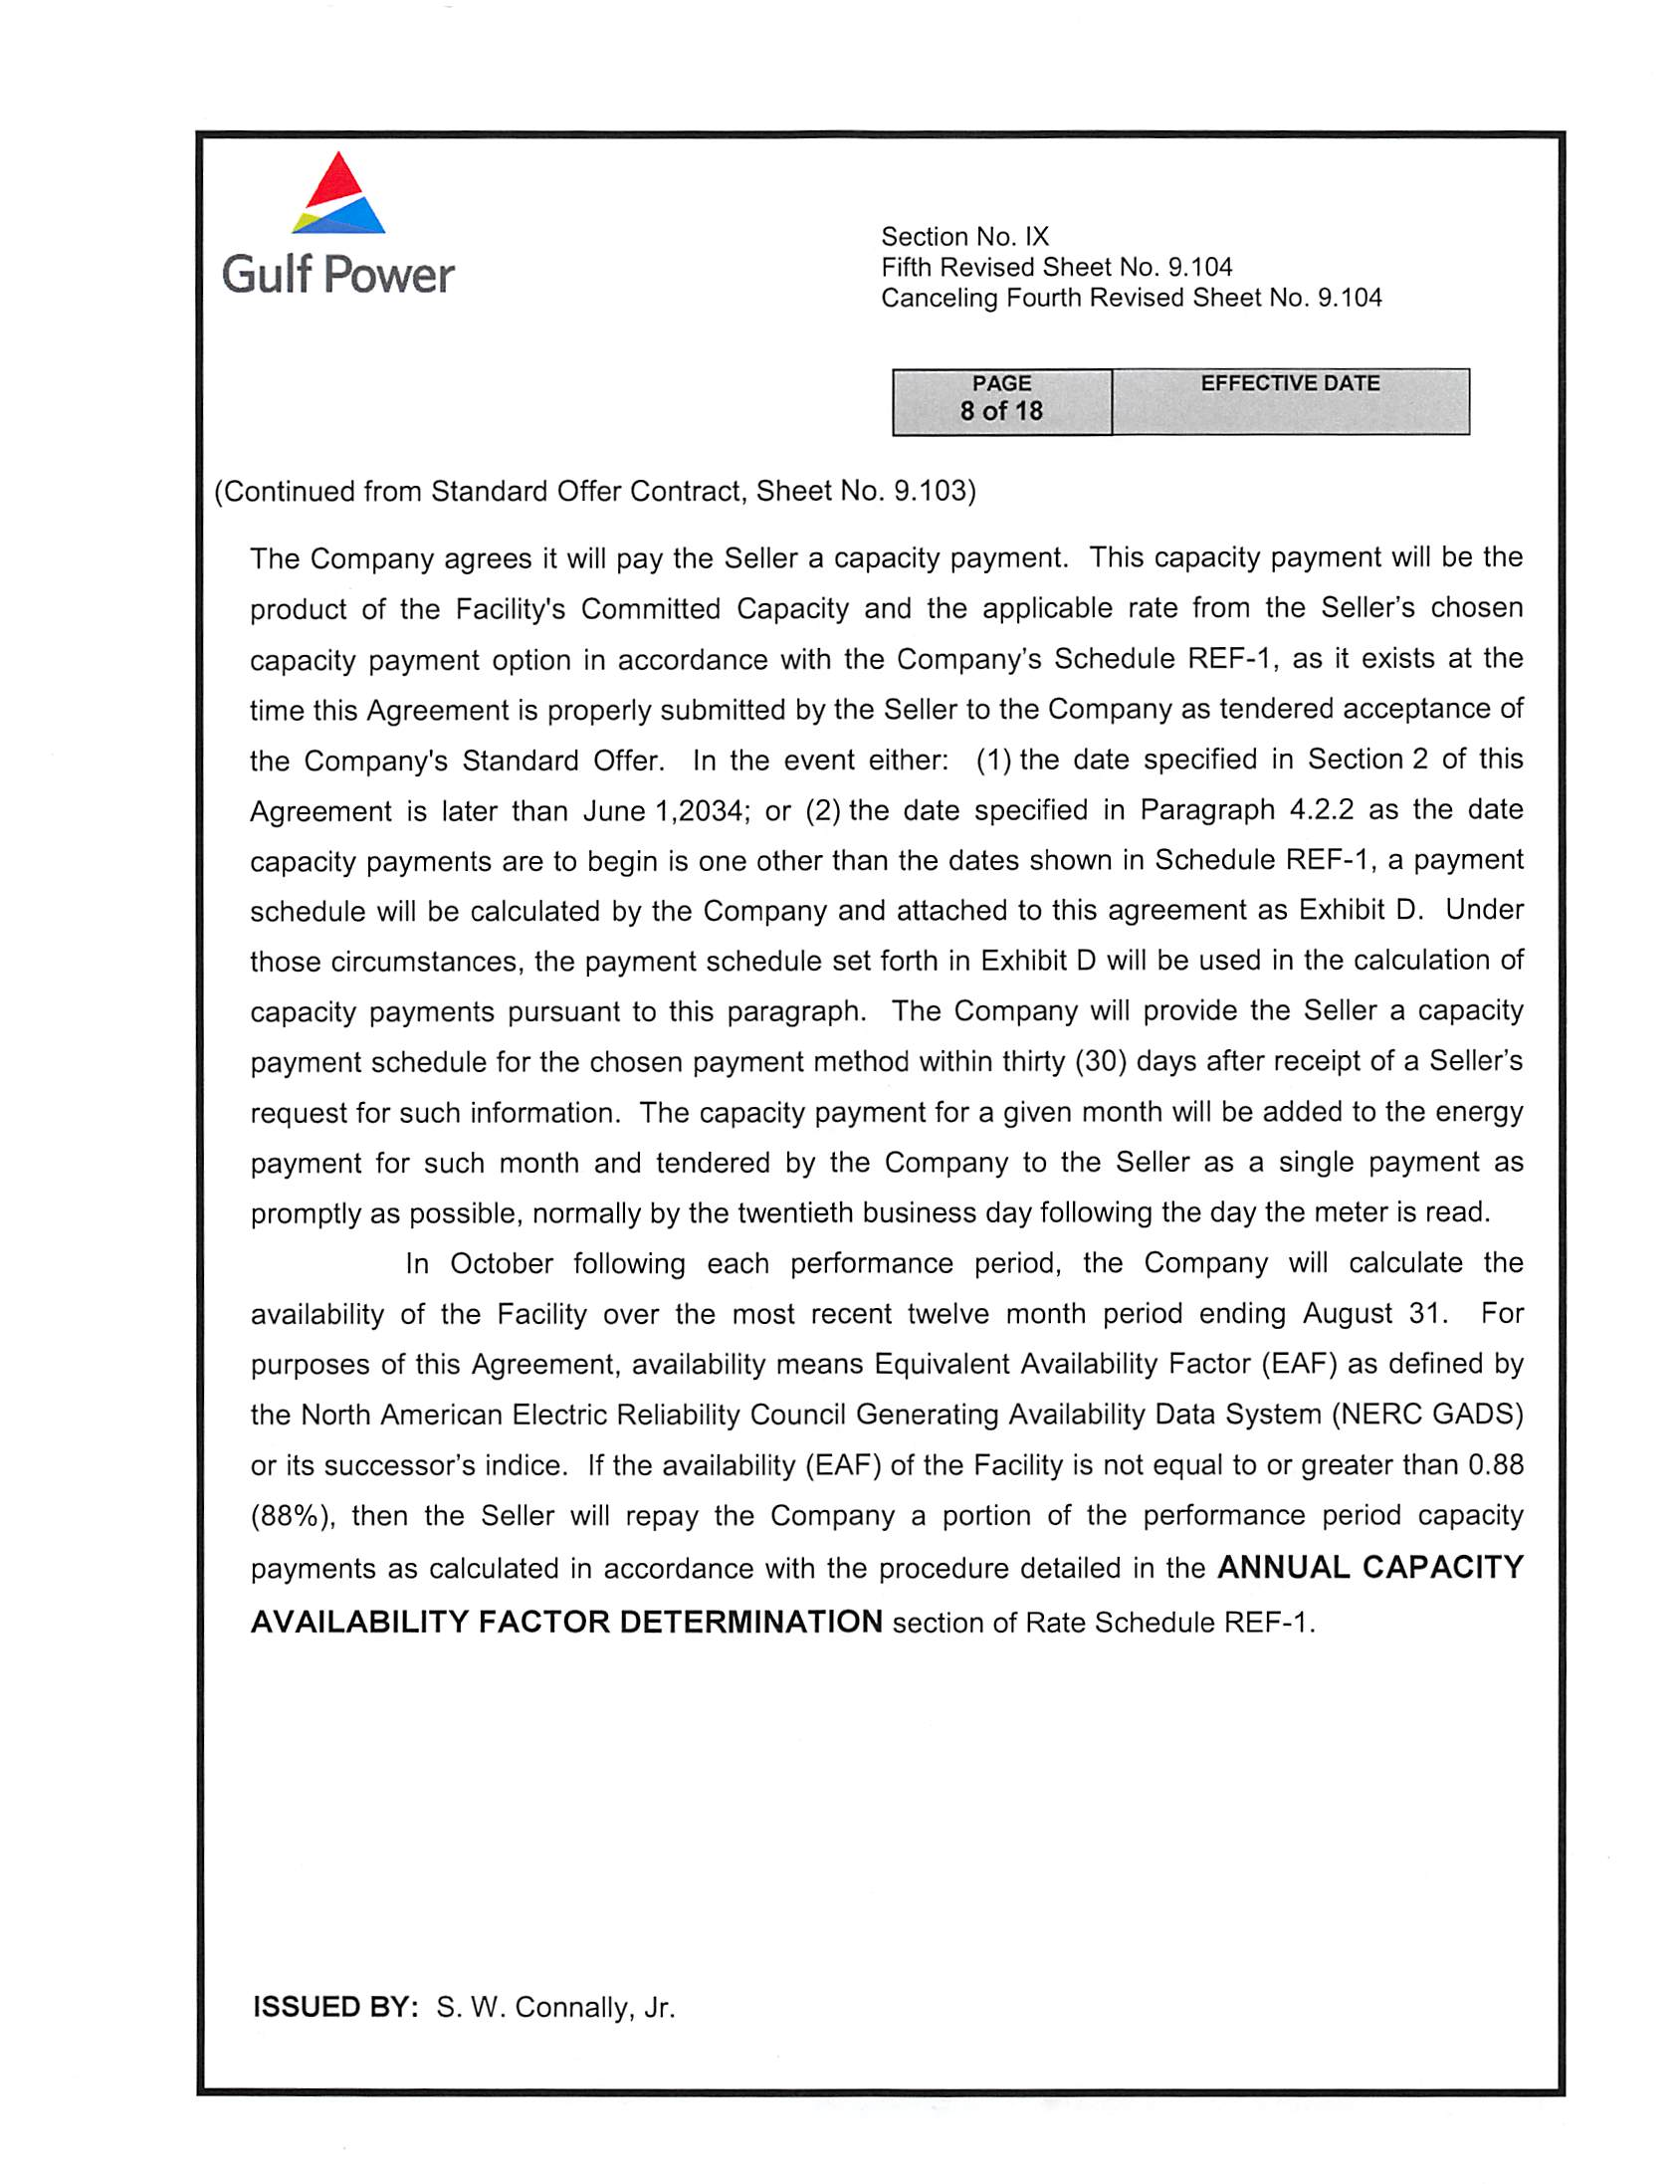 Gulf Power
Section No. IX
Fifth Revised Sheet No. 9.104
Canceling Fourth Revised Sheet No. 9.104
PAGE
8 of 18
EFFECTIVE DATE
(Continued from Standard Offer Contract, Sheet No. 9.103)
The Company agrees it will pay the Seller a capacity payment. This capacity payment will be the
product of the Facility's Committed Capacity and the applicable rate from the Seller's chosen
capacity payment option in accordance with the Company's Schedule REF-1, as it exists at the
time this Agreement is properly submitted by the Seller to the Company as tendered acceptance of
the Company's Standard Offer. In the event either: (1) the date specified in Section 2 of this
Agreement is later than June 1,2034; or (2) the date specified in Paragraph 4.2.2 as the date
capacity payments are to begin is one other than the dates shown in Schedule REF-1, a payment
schedule will be calculated by the Company and attached to this agreement as Exhibit D. Under
those circumstances, the payment schedule set forth in Exhibit D will be used in the calculation of
capacity payments pursuant to this paragraph. The Company will provide the Seller a capacity
payment schedule for the chosen payment method within thirty (30) days after receipt of a Seller's
request for such information. The capacity payment for a given month will be added to the energy
payment for such month and tendered by the Company to the Seller as a single payment as
promptly as possible, normally by the twentieth business day following the day the meter is read.
In October following each performance period, the Company will calculate the
availability of the Facility over the most recent twelve month period ending August 31. For
purposes of this Agreement, availability means Equivalent Availability Factor (EAF) as defined by
the North American Electric Reliability Council Generating Availability Data System (NERC GADS)
or its successor's indice. If the availability (EAF) of the Facility is not equal to or greater than 0.88
(88%), then the Seller will repay the Company a portion of the performance period capacity
payments as calculated in accordance with the procedure detailed in the ANNUAL CAPACITY
AVAILABILITY FACTOR DETERMINATION section of Rate Schedule REF-1.
ISSUED BY: S. W. Connally, Jr.